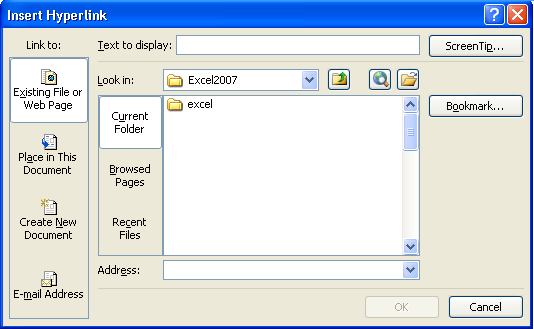 Insert Hyperlink
Link to:
Text to display:
ScreenTip...
Existing File or
Web Page
Look in:
Excel2007
Current
Folder
excel
Bookmark...
Place in This
Document
Browsed
Pages
Create New
Document
Recent
Files
E-mail Address
Address:
OK
Cancel